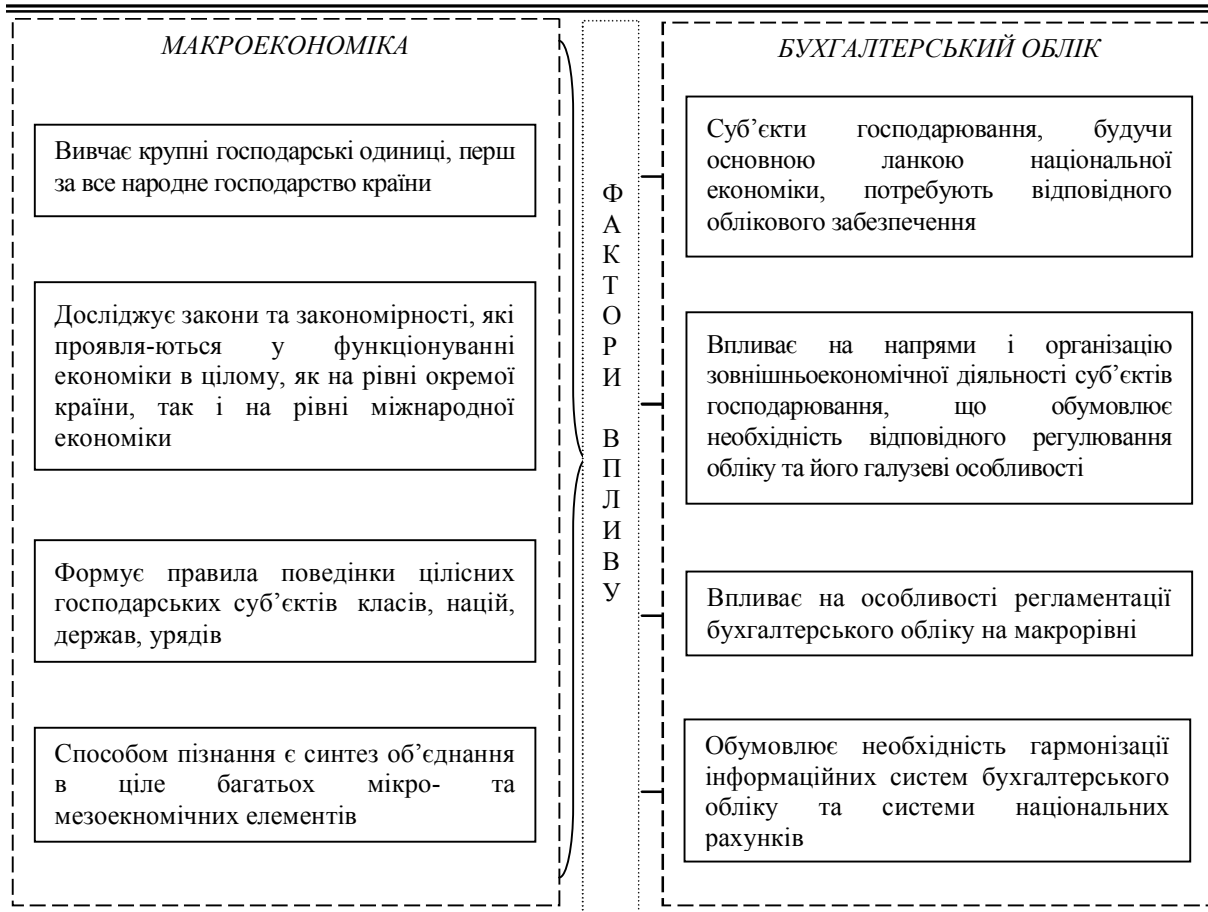 МАКРОЕКОНОМІКА
Вивчає крупні господарські одиниці, перш
за все народне господарство країни
Досліджує закони та закономірності, які
проявля-ються у функціонуванні
економіки в цілому, як на рівні окремої
країни, так і на рівні міжнародної
економіки
Формує правила поведінки цілісних
господарських суб’єктів класів, націй,
держав, урядів
Способом пізнання є синтез об’єднання
в ціле багатьох мікро- та
мезоекномічних елементів
Ф
А
К
Т
О
Р
И
В
П
Л
И
В
У
БУХГАЛТЕРСЬКИЙ ОБЛІК
Суб’єкти господарювання, будучи
основною ланкою національної
економіки, потребують відповідного
облікового забезпечення
Впливає на напрями і організацію
зовнішньоекономічної діяльності суб’єктів
господарювання, що обумовлює
необхідність відповідного регулювання
обліку та його галузеві особливості
Впливає на особливості регламентації
бухгалтерського обліку на макрорівні
Обумовлює необхідність гармонізації
інформаційних систем бухгалтерського
обліку та системи національних
рахунків